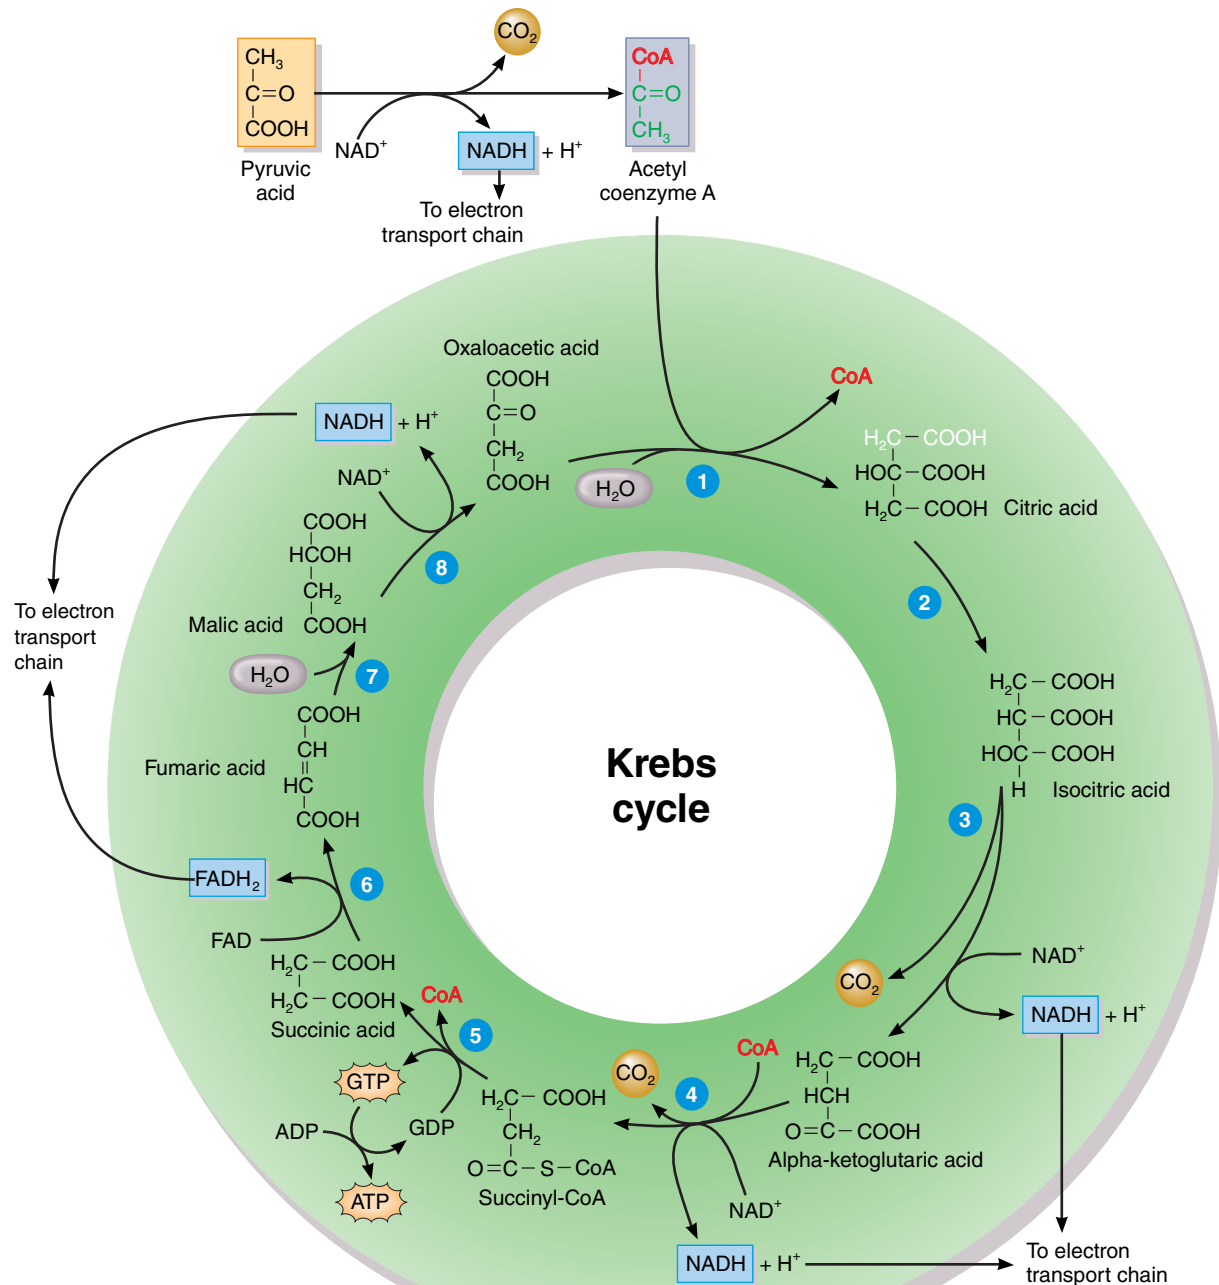 CO₂
CH₃
C=O
COOH
Pyruvic
acid
NAD⁺
NADH + H⁺
To electron
transport chain
CoA
C=O
CH₃
Acetyl
coenzyme A
Oxaloacetic acid
COOH
C=O
CH₂
COOH
H₂O
1
CoA
H₂C – COOH
HOC – COOH
H₂C – COOH
Citric acid
2
H₂C – COOH
HC – COOH
HOC – COOH
H
Isocitric acid
3
CO₂
NAD⁺
NADH + H⁺
H₂C – COOH
HCH
O=C – COOH
Alpha-ketoglutaric acid
CoA
4
CO₂
NAD⁺
NADH + H⁺
To electron
transport chain
H₂C – COOH
CH₂
O=C – S – CoA
Succinyl-CoA
5
CoA
GTP
GDP
ADP
ATP
H₂C – COOH
H₂C – COOH
Succinic acid
6
FAD
FADH₂
COOH
CH
HC
COOH
Fumaric acid
7
H₂O
COOH
HCOH
CH₂
COOH
Malic acid
8
NAD⁺
NADH + H⁺
To electron
transport
chain
Krebs
cycle